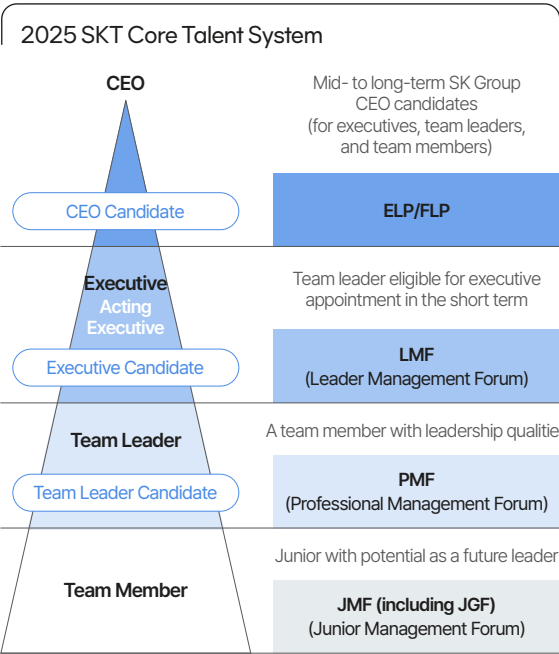 2025 SKT Core Talent System
CEO
Mid- to long-term SK Group
CEO candidates
(for executives, team leaders,
and team members)
CEO Candidate
ELP/FLP
Executive
Acting
Executive
Team leader eligible for executive
appointment in the short term
Executive Candidate
LMF
(Leader Management Forum)
Team Leader
A team member with leadership qualitie
Team Leader Candidate
PMF
(Professional Management Forum)
Team Member
Junior with potential as a future leader
JMF (including JGF)
(Junior Management Forum)